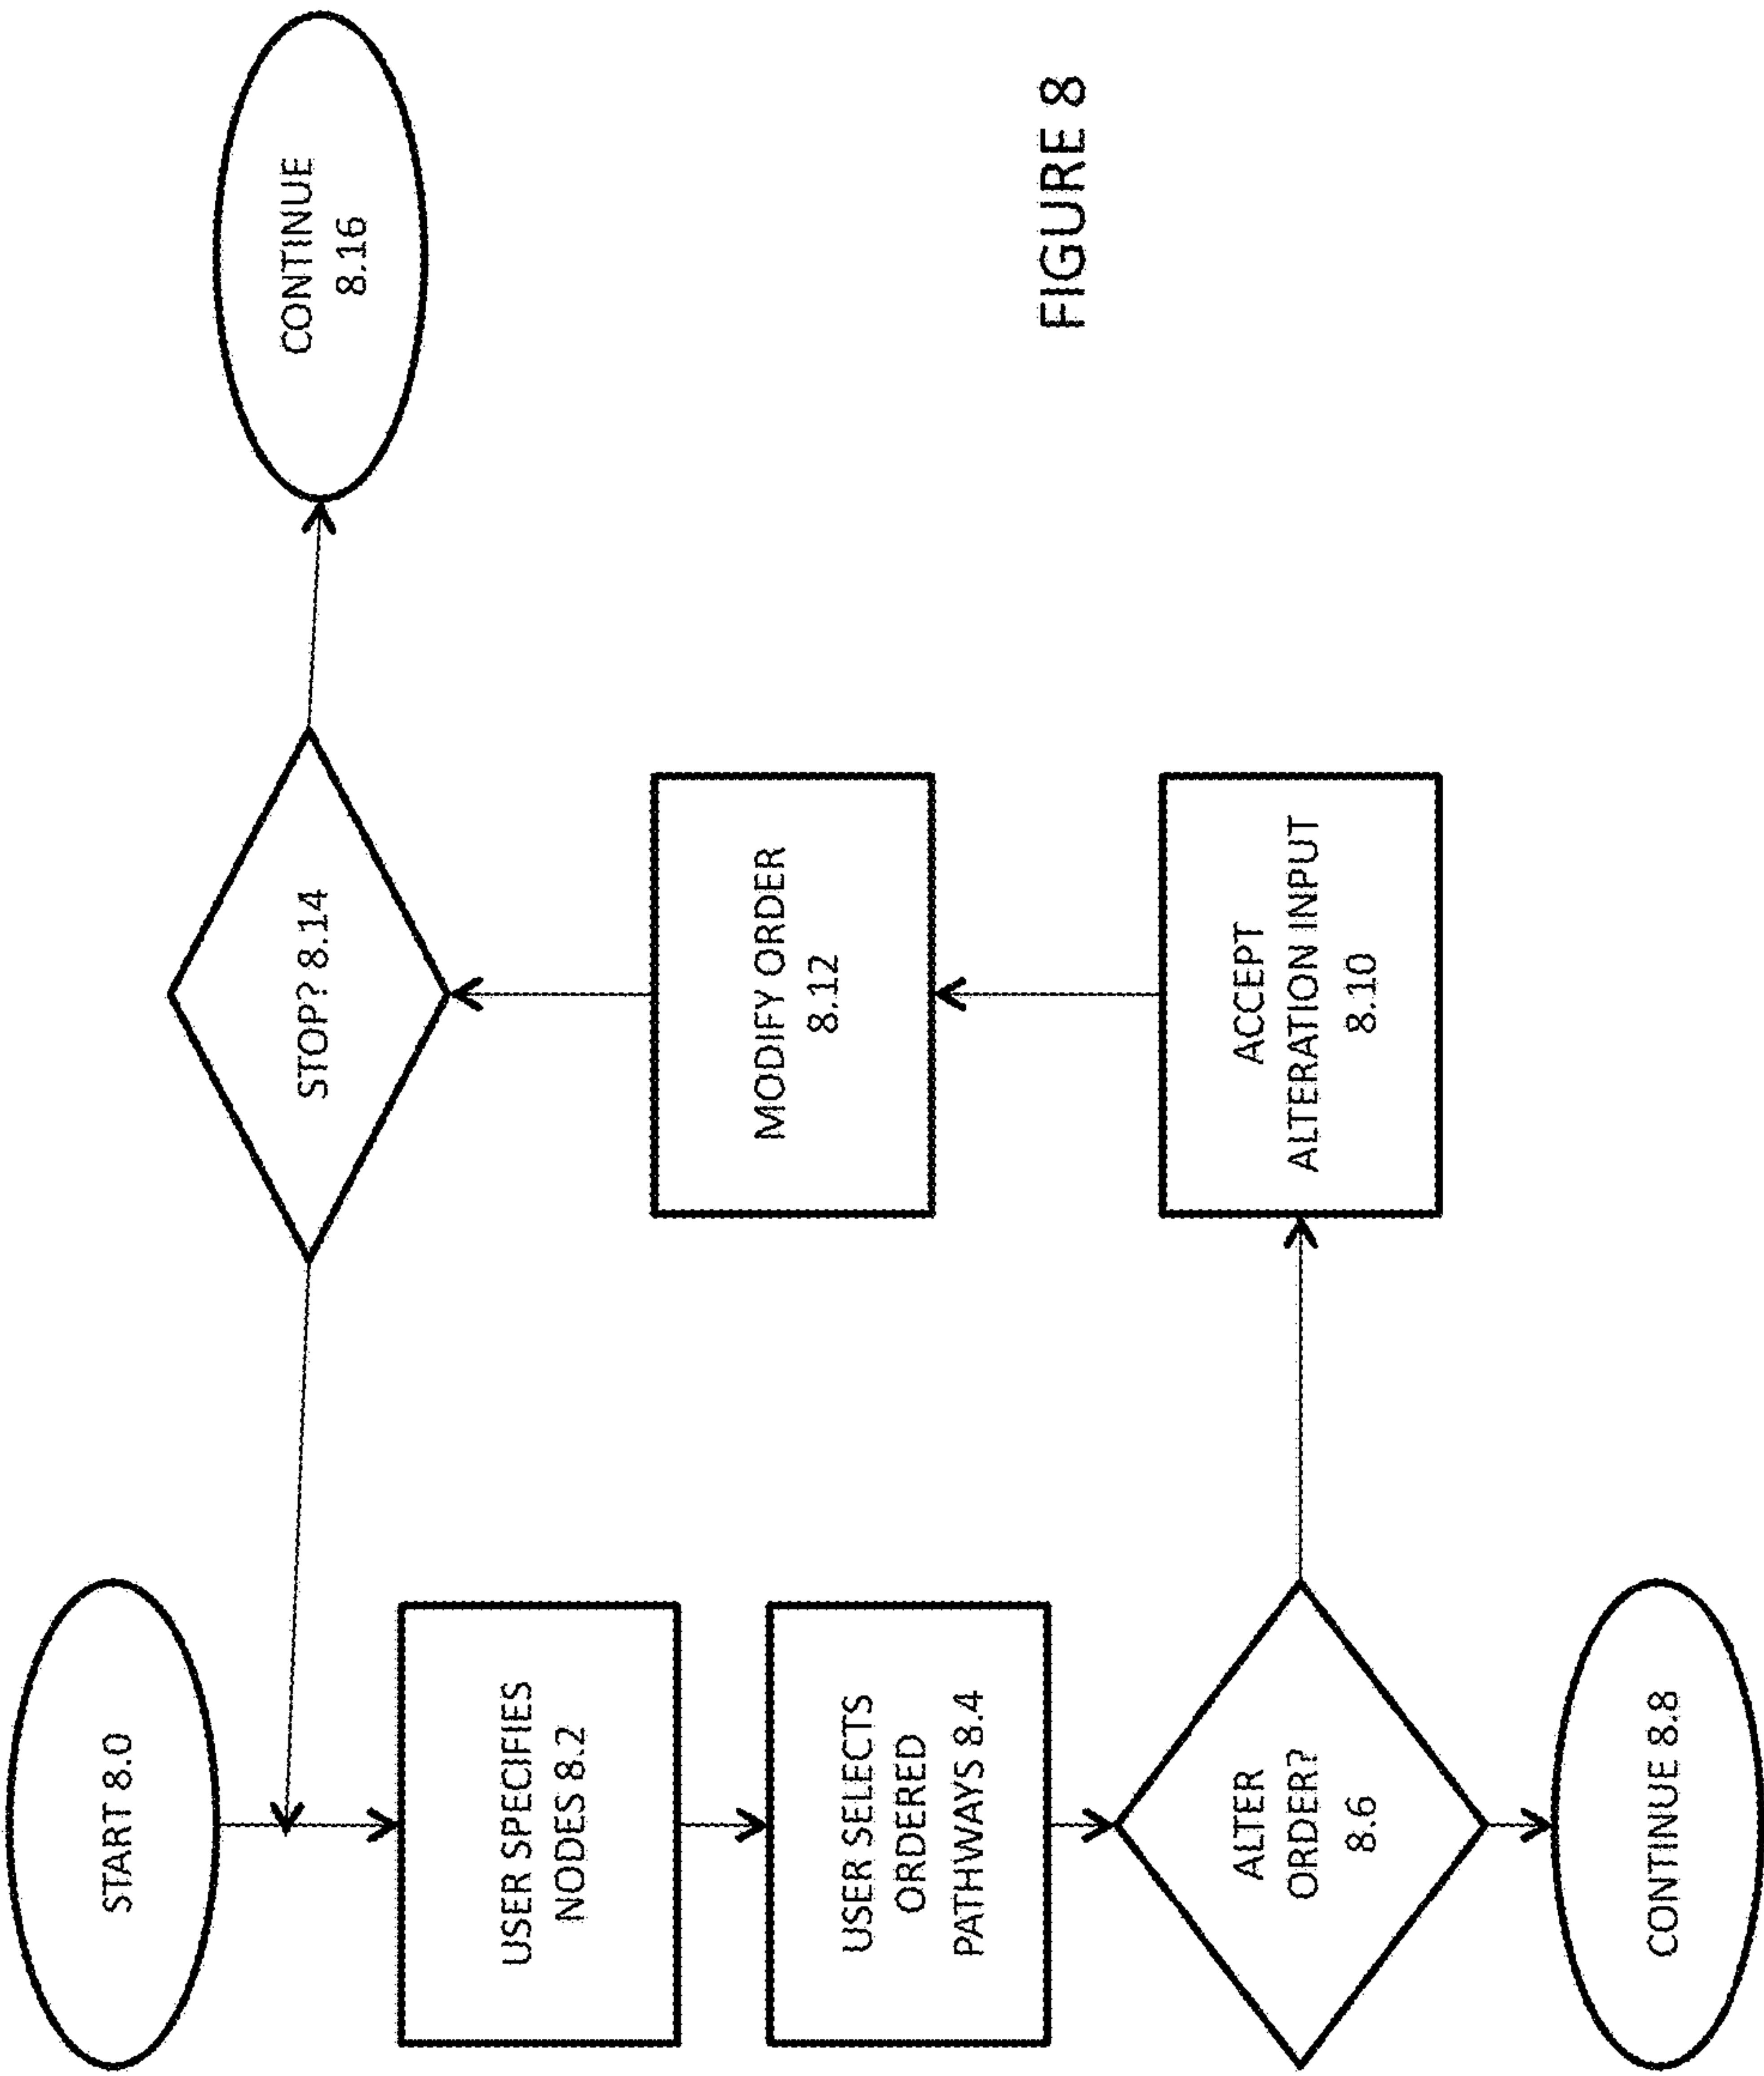 START 8.0
USER SPECIFIES
NODES 8.2
USER SELECTS
ORDERED
PATHWAYS 8.4
ALTER
ORDER?
8.6
CONTINUE 8.8
ACCEPT
ALTERATION INPUT
8.10
MODIFY ORDER
8.12
STOP? 8.14
CONTINUE
8.16
FIGURE 8